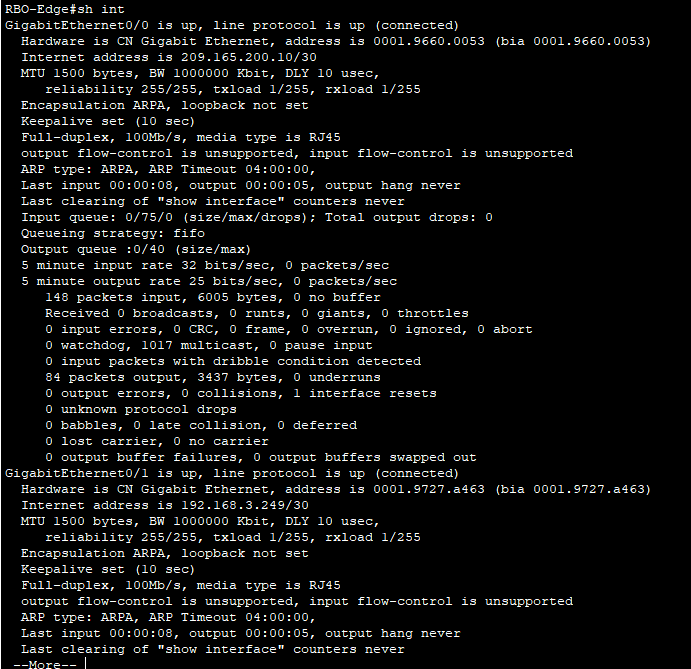 RBO-Edge#sh int
GigabitEthernet0/0 is up, line protocol is up (connected)
Hardware is CN Gigabit Ethernet, address is 0001.9660.0053 (bia 0001.9660.0053)
Internet address is 209.165.200.10/30
MTU 1500 bytes, BW 1000000 Kbit, DLY 10 usec,
reliability 255/255, txload 1/255, rxload 1/255
Encapsulation ARPA, loopback not set
Keepalive set (10 sec)
Full-duplex, 100Mb/s, media type is RJ45
output flow-control is unsupported, input flow-control is unsupported
ARP type: ARPA, ARP Timeout 04:00:00,
Last input 00:00:08, output 00:00:05, output hang never
Last clearing of "show interface" counters never
Input queue: 0/75/0 (size/max/drops); Total output drops: 0
Queueing strategy: fifo
Output queue :0/40 (size/max)
5 minute input rate 32 bits/sec, 0 packets/sec
5 minute output rate 25 bits/sec, 0 packets/sec
148 packets input, 6005 bytes, 0 no buffer
Received 0 broadcasts, 0 runts, 0 giants, 0 throttles
0 input errors, 0 CRC, 0 frame, 0 overrun, 0 ignored, 0 abort
0 watchdog, 1017 multicast, 0 pause input
0 input packets with dribble condition detected
84 packets output, 3437 bytes, 0 underruns
0 output errors, 0 collisions, 1 interface resets
0 unknown protocol drops
0 babbles, 0 late collision, 0 deferred
0 lost carrier, 0 no carrier
0 output buffer failures, 0 output buffers swapped out
GigabitEthernet0/1 is up, line protocol is up (connected)
Hardware is CN Gigabit Ethernet, address is 0001.9727.a463 (bia 0001.9727.a463)
Internet address is 192.168.3.249/30
MTU 1500 bytes, BW 1000000 Kbit, DLY 10 usec,
reliability 255/255, txload 1/255, rxload 1/255
Encapsulation ARPA, loopback not set
Keepalive set (10 sec)
Full-duplex, 100Mb/s, media type is RJ45
output flow-control is unsupported, input flow-control is unsupported
ARP type: ARPA, ARP Timeout 04:00:00,
Last input 00:00:08, output 00:00:05, output hang never
Last clearing of "show interface" counters never
--More--